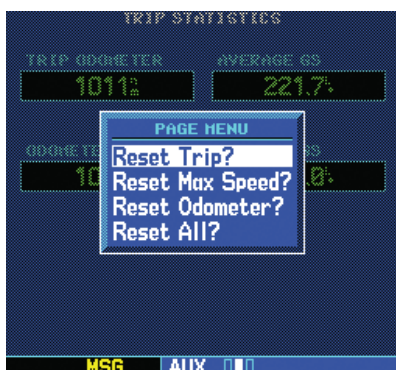 TRIP STATISTICS
TRIP ODOMETER AVERAGE GS
1011 221.7
PAGE MENU
Reset Trip?
Reset Max Speed?
Reset Odometer?
Reset All?
MSG AUX